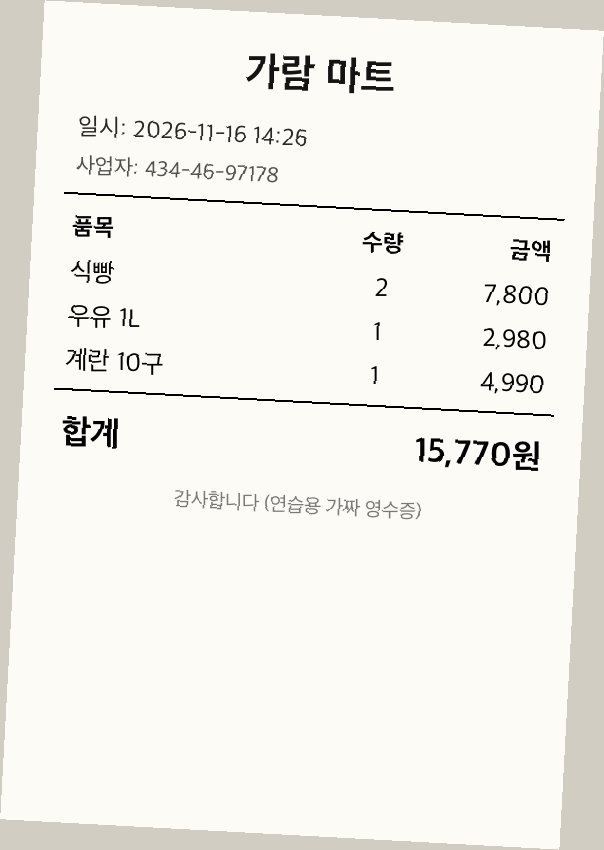 가람 마트
일시: 2026-11-16 14:26
사업자: 434-46-97178
품목 수량 금액
식빵 2 7,800
우유 1L 1 2,980
계란 10구 1 4,990
합계 15,770원
감사합니다 (연습용 가짜 영수증)